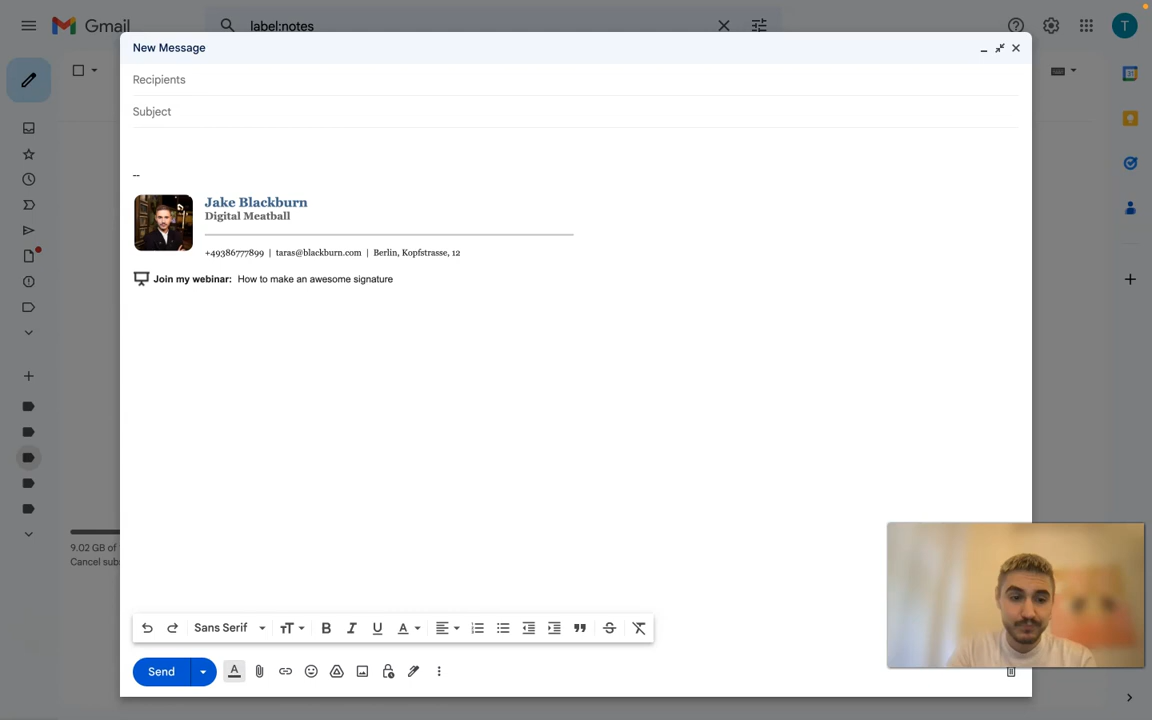 Gmail
label:notes
T
New Message
Recipients
Subject
--
Jake Blackburn
Digital Meatball
+49386777899 | taras@blackburn.com | Berlin, Kopfstrasse, 12
Join my webinar: How to make an awesome signature
9.02 GB of
Cancel subs
Sans Serif
Send